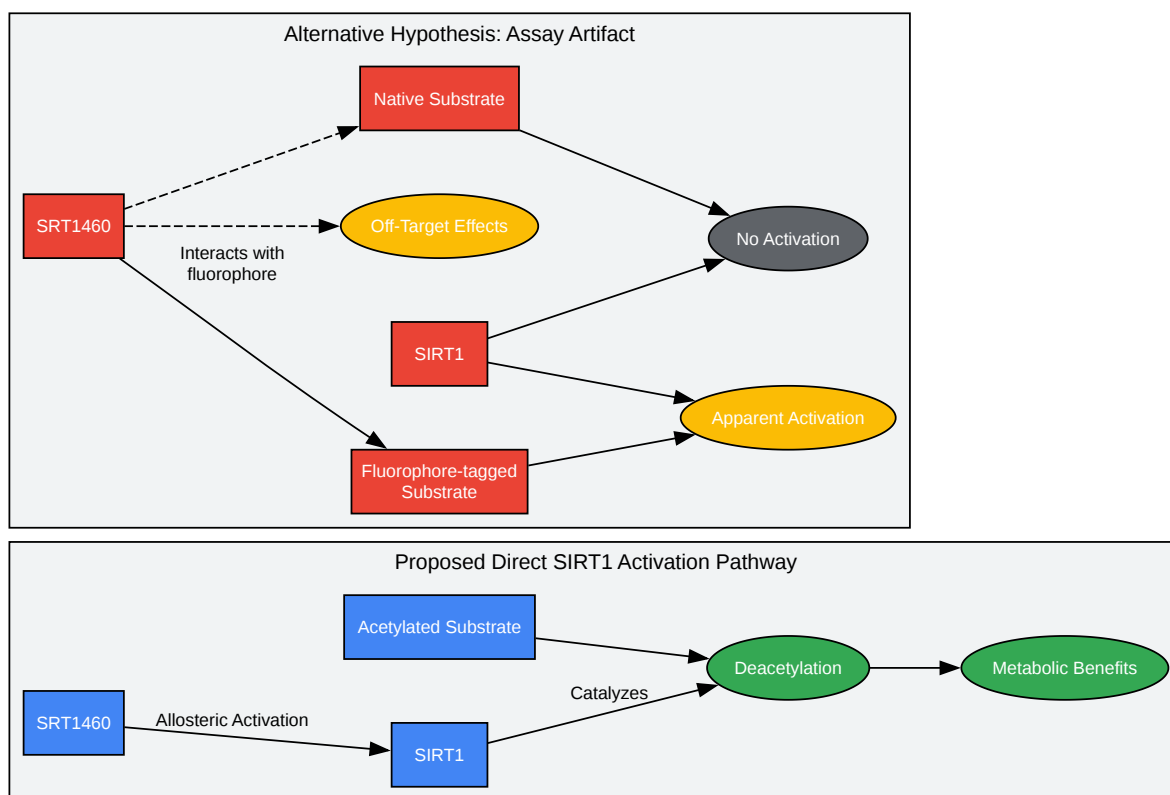 Alternative Hypothesis: Assay Artifact
Native Substrate
SRT1460
Off-Target Effects
No Activation
Interacts with
fluorophore
SIRT1
Apparent Activation
Fluorophore-tagged
Substrate
Proposed Direct SIRT1 Activation Pathway
Acetylated Substrate
Deacetylation
Metabolic Benefits
Catalyzes
SRT1460
Allosteric Activation
SIRT1